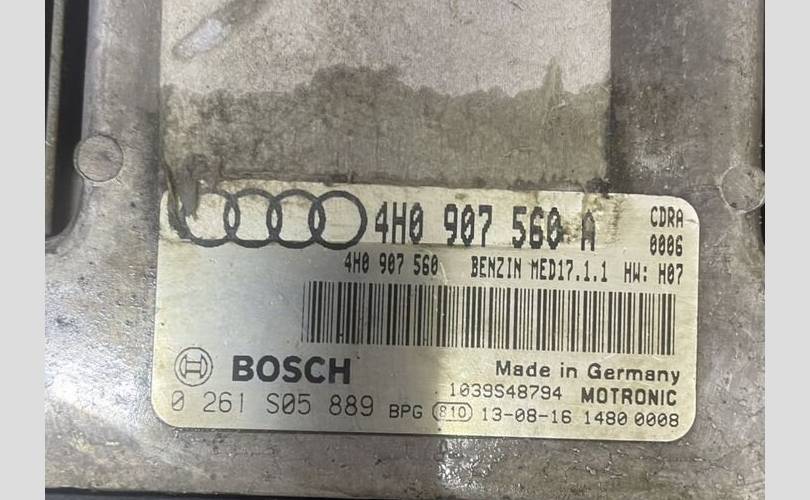 4H0 907 560 A CDRA
0006
4H0 907 560 BENZIN MED17.1.1 HW: H07
BOSCH Made in Germany
1039S48794 MOTRONIC
0 261 S05 889 BPG 810 13-08-16 1480 0008